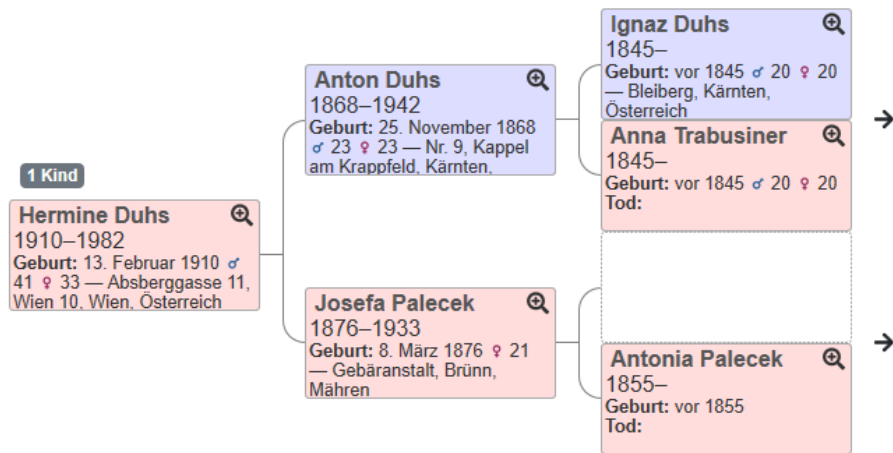 1 Kind
Hermine Duhs
1910–1982
Geburt: 13. Februar 1910 ♂
41 ♀ 33 — Absberggasse 11,
Wien 10, Wien, Österreich
Anton Duhs
1868–1942
Geburt: 25. November 1868
♂ 23 ♀ 23 — Nr. 9, Kappel
am Krappfeld, Kärnten,
Josefa Palecek
1876–1933
Geburt: 8. März 1876 ♀ 21
— Gebäranstalt, Brünn,
Mähren
Ignaz Duhs
1845–
Geburt: vor 1845 ♂ 20 ♀ 20
— Bleiberg, Kärnten,
Österreich
Anna Trabusiner
1845–
Geburt: vor 1845 ♂ 20 ♀ 20
Tod:
Antonia Palecek
1855–
Geburt: vor 1855
Tod: